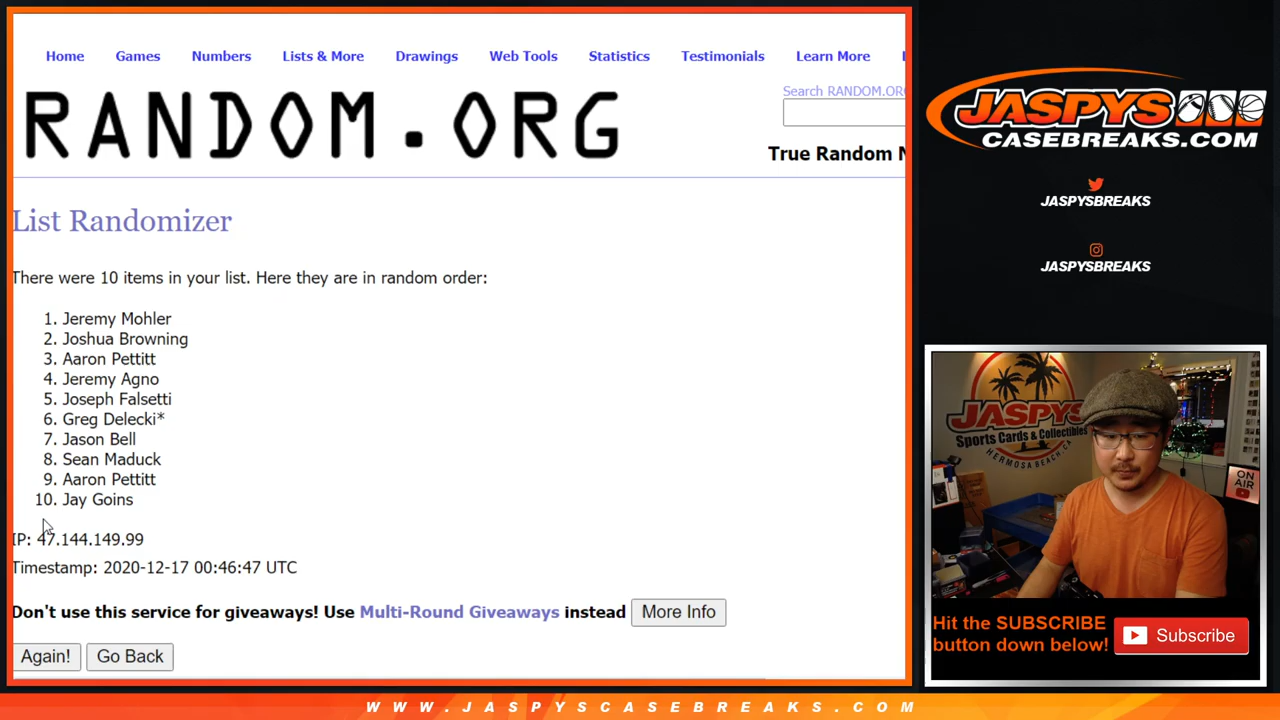 Home Games Numbers Lists & More Drawings Web Tools Statistics Testimonials Learn More
RANDOM.ORG
Search RANDOM.ORG
True Random N
List Randomizer
There were 10 items in your list. Here they are in random order:
1. Jeremy Mohler
2. Joshua Browning
3. Aaron Pettitt
4. Jeremy Agno
5. Joseph Falsetti
6. Greg Delecki*
7. Jason Bell
8. Sean Maduck
9. Aaron Pettitt
10. Jay Goins
IP: 47.144.149.99
Timestamp: 2020-12-17 00:46:47 UTC
Don't use this service for giveaways! Use Multi-Round Giveaways instead More Info
Again! Go Back
JASPYS
CASEBREAKS.COM
JASPYSBREAKS
JASPYSBREAKS
JASPYS
Sports Cards & Collectibles
HERMOSA BEACH, CA
ON AIR
Hit the SUBSCRIBE
button down below!
Subscribe
WWW.JASPYSCASEBREAKS.COM